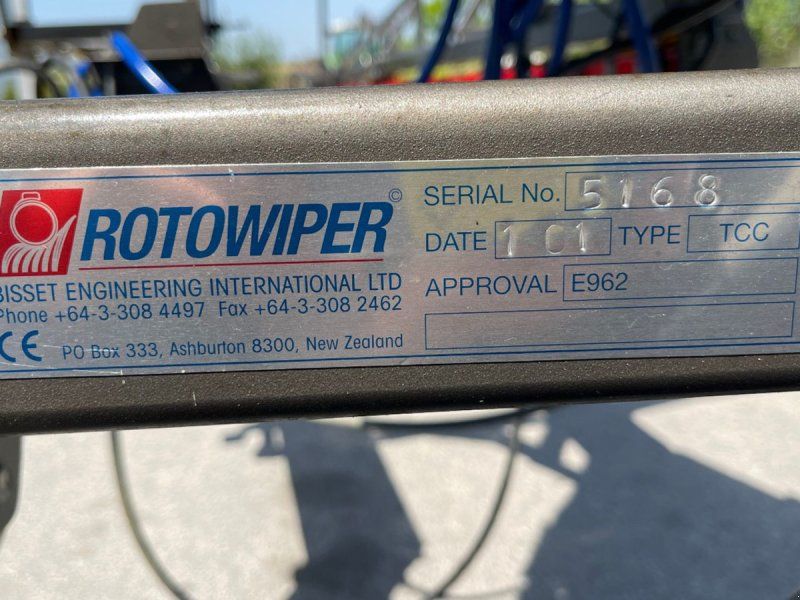 ROTOWIPER ©
BISSET ENGINEERING INTERNATIONAL LTD
Phone +64-3-308 4497 Fax +64-3-308 2462
CE PO Box 333, Ashburton 8300, New Zealand
SERIAL No. 5168
DATE 1 01 TYPE TCC
APPROVAL E962